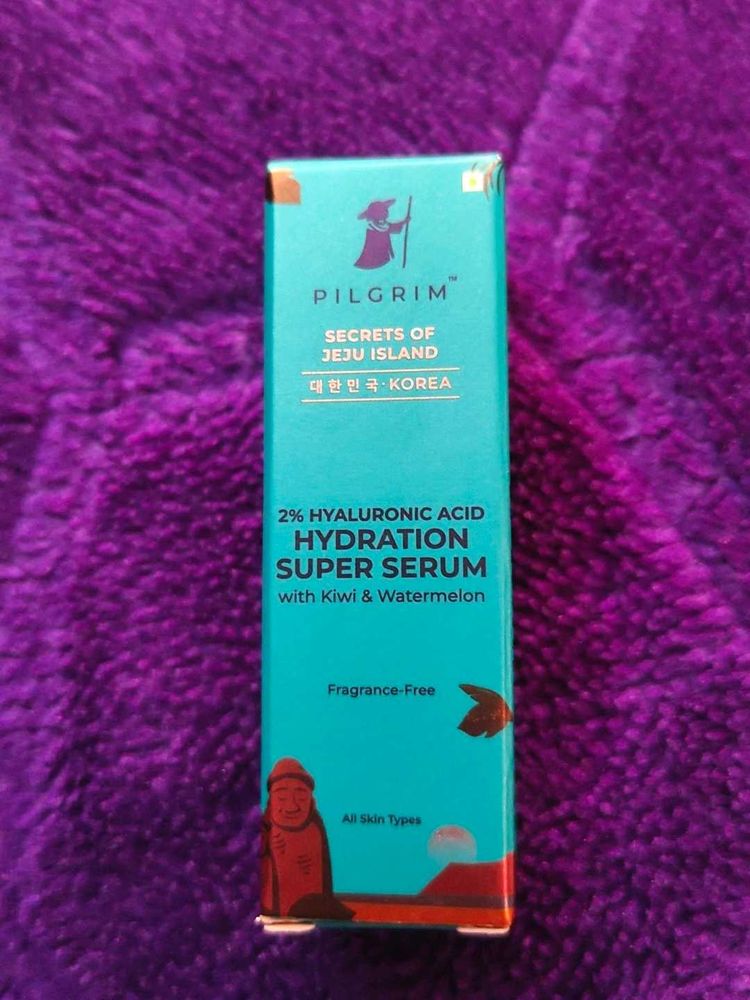 PILGRIM™
SECRETS OF
JEJU ISLAND
대한민국·KOREA
2% HYALURONIC ACID
HYDRATION
SUPER SERUM
with Kiwi & Watermelon
Fragrance-Free
All Skin Types